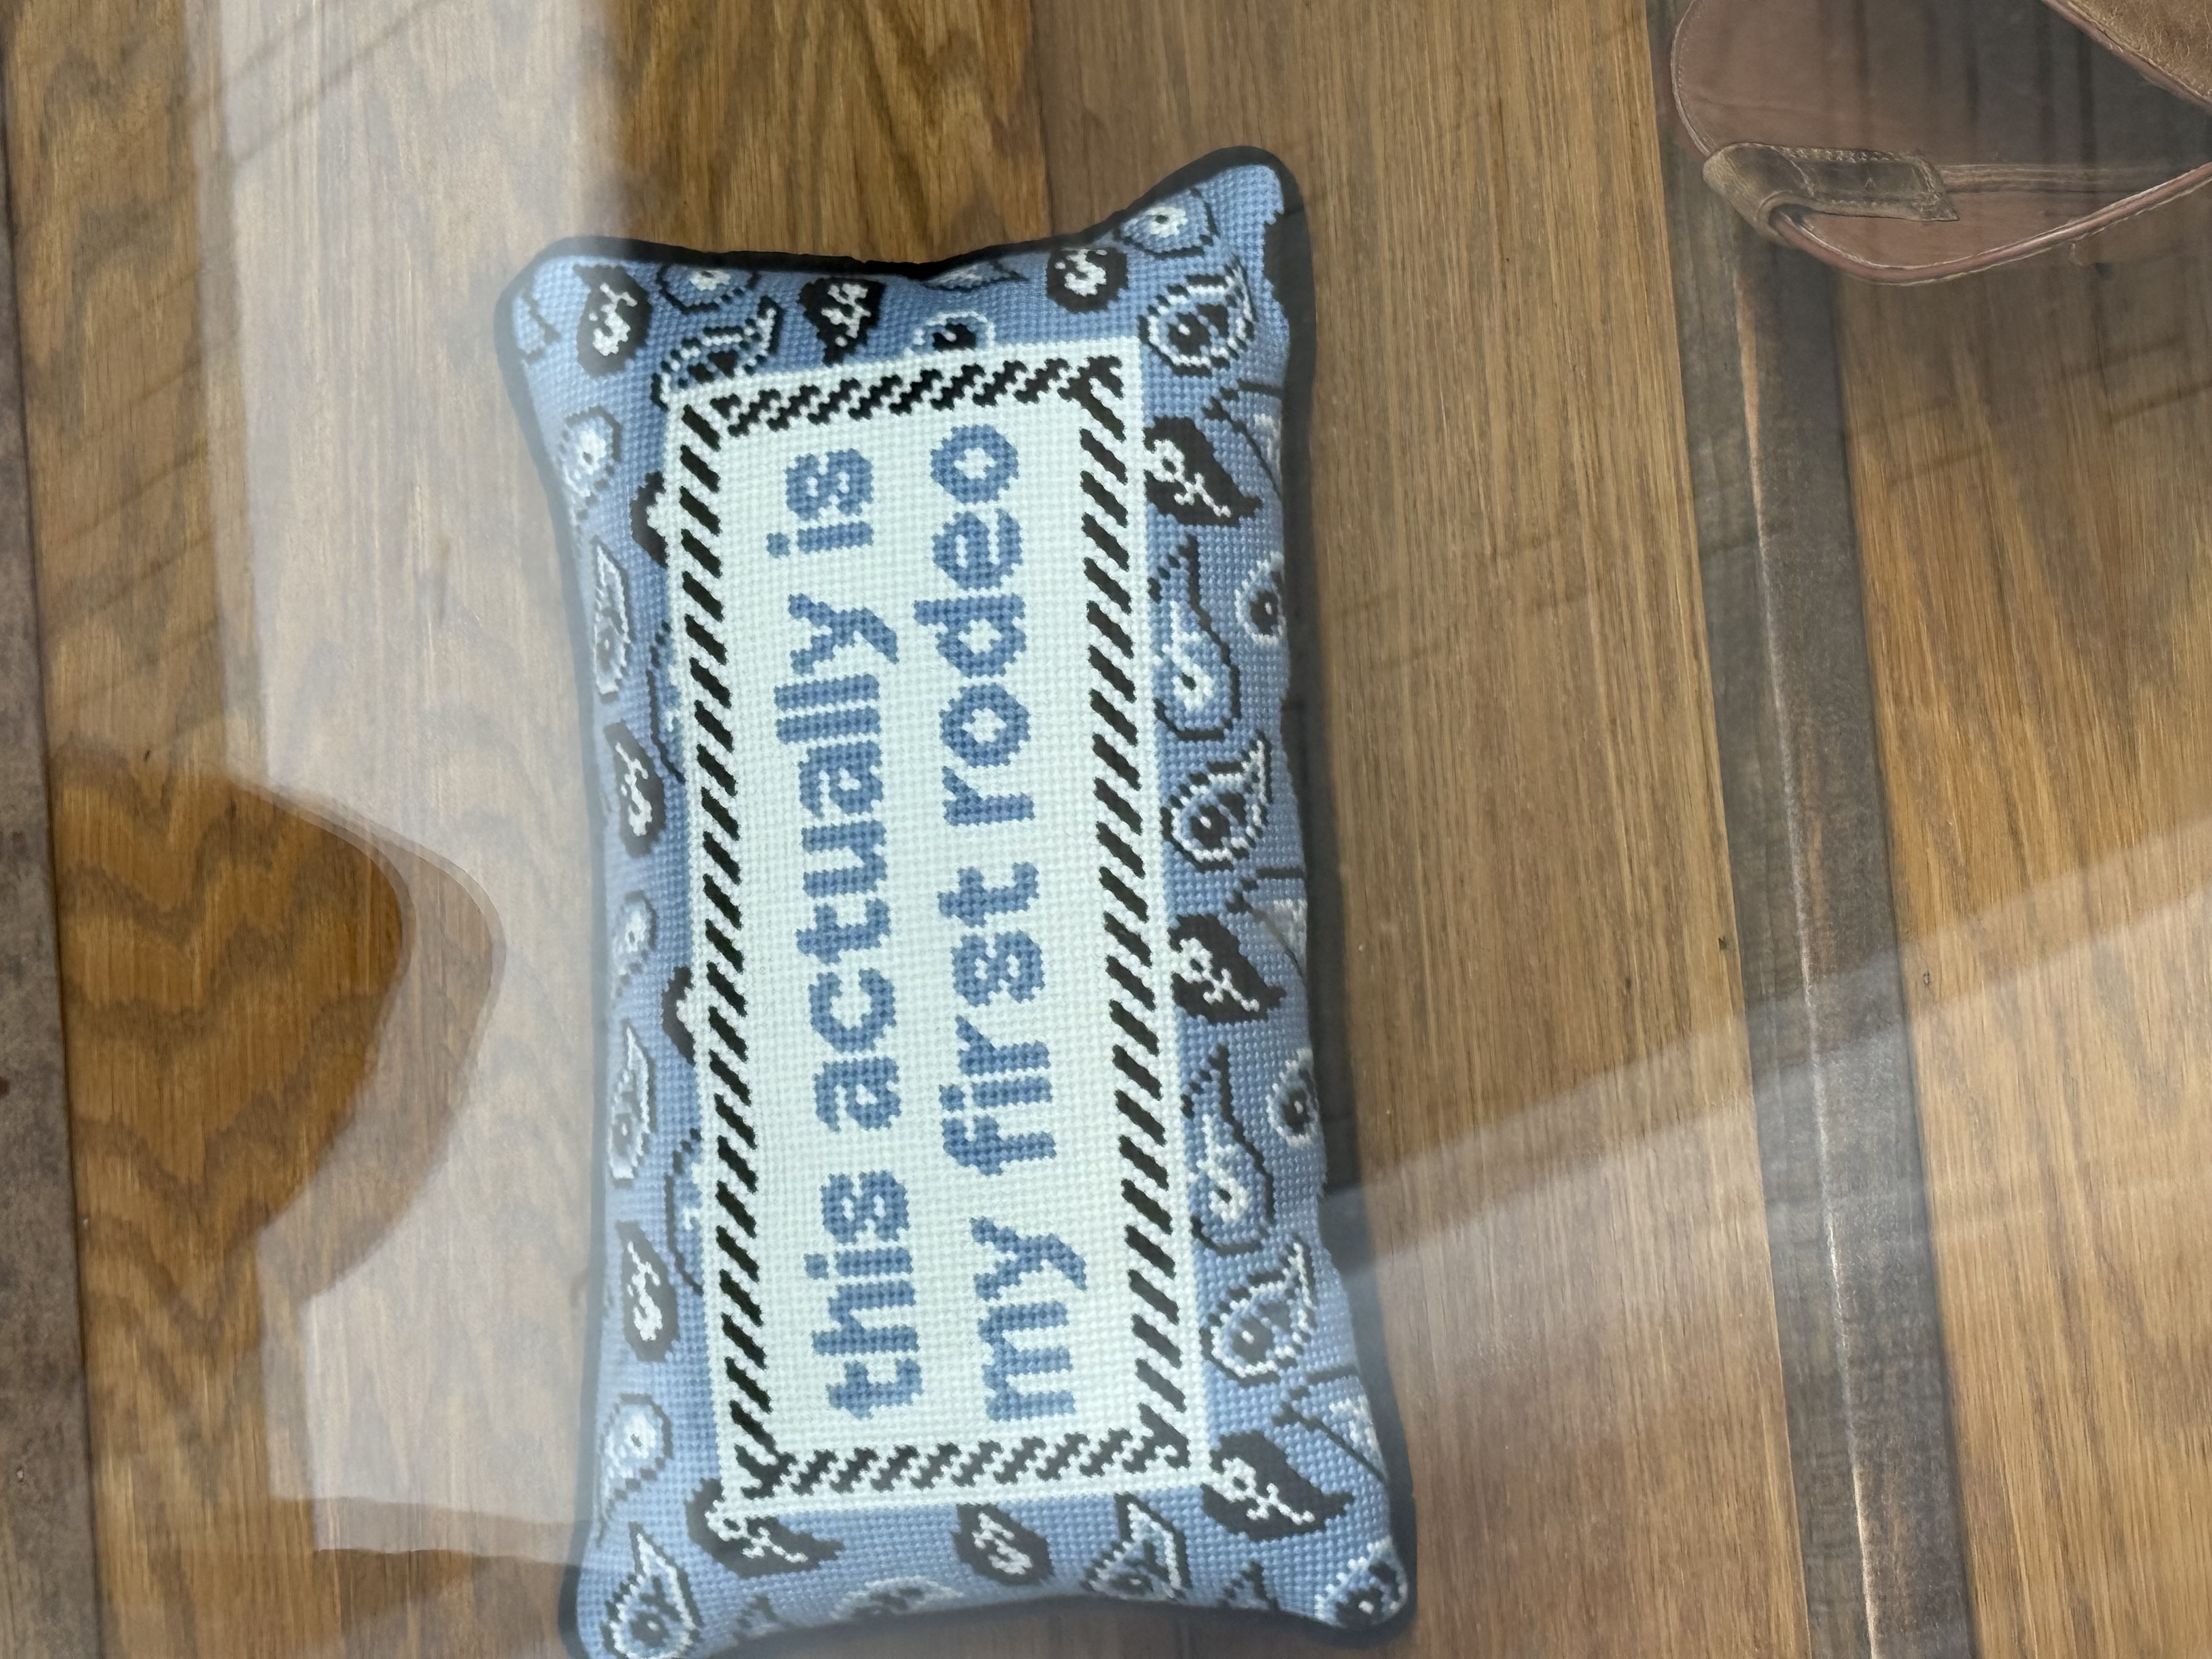 this actually is
my first rodeo